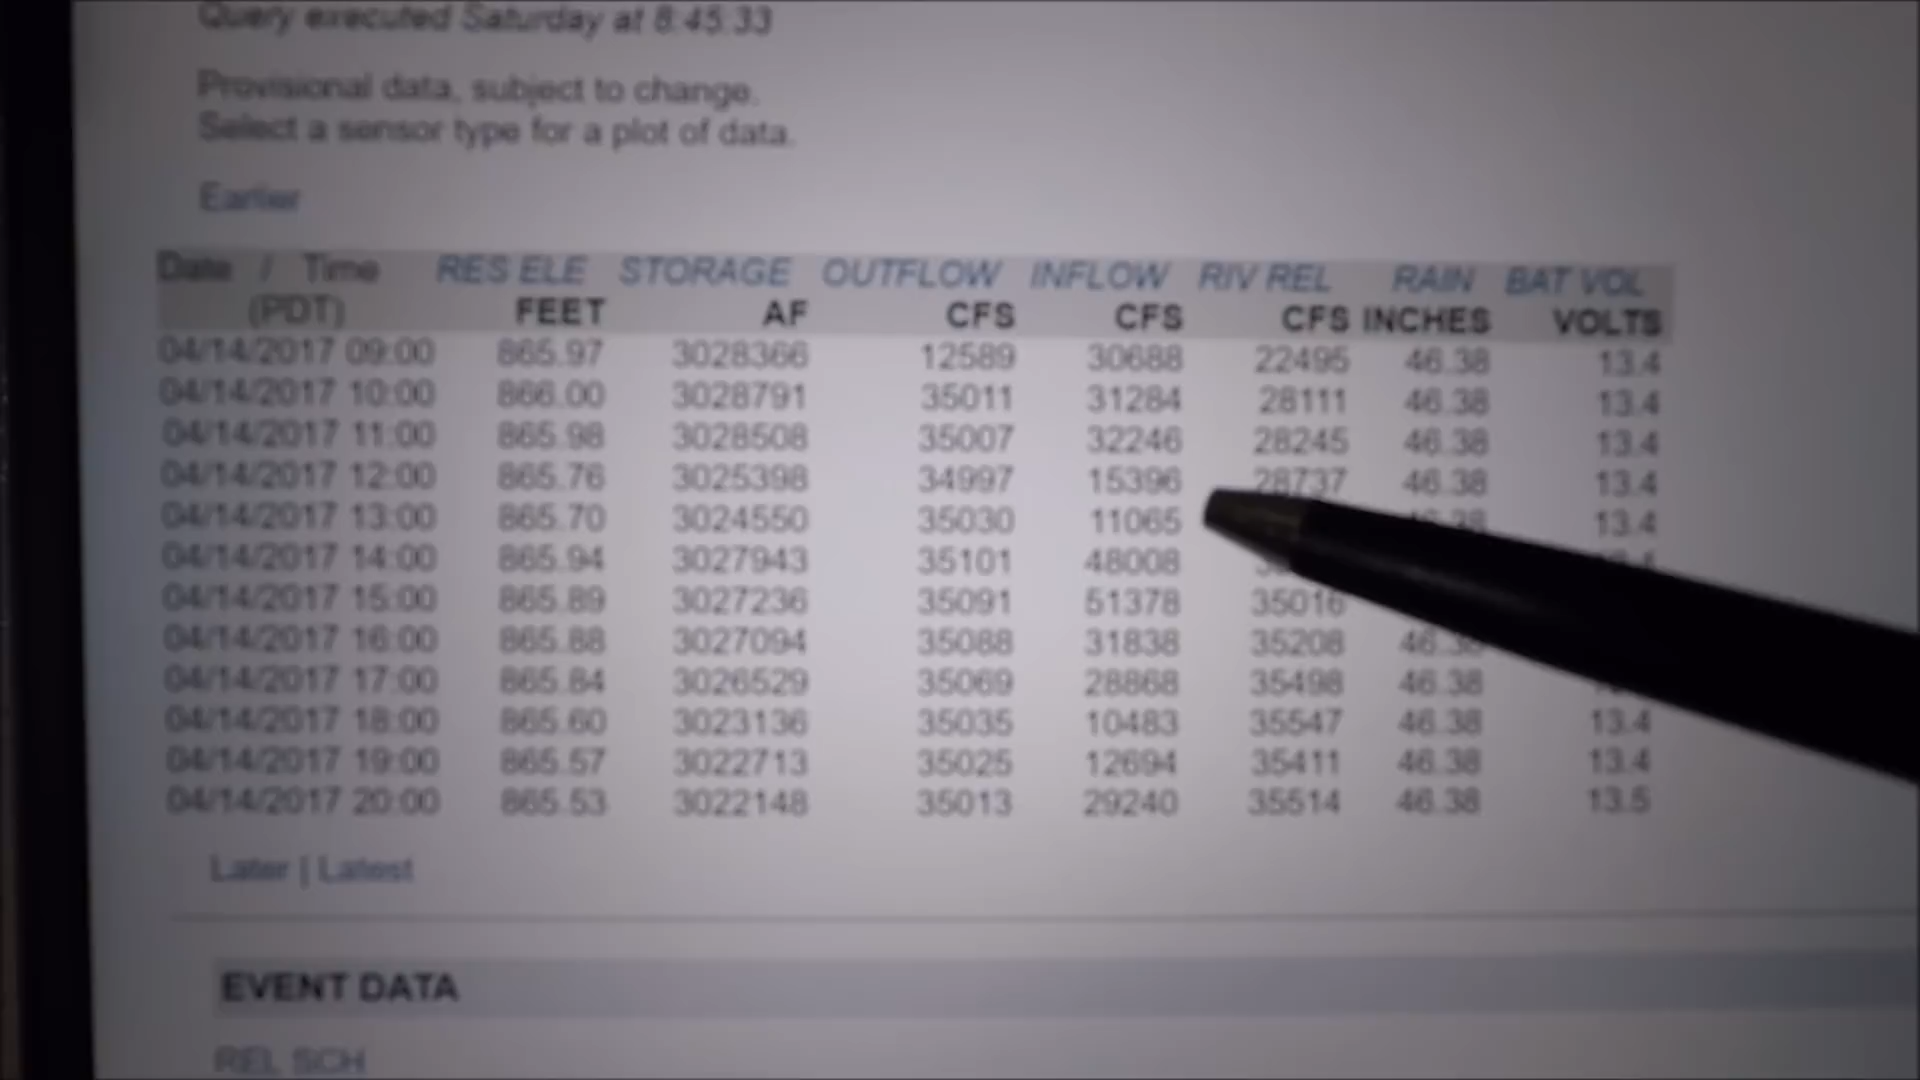 Query executed Saturday at 8:45:33
Provisional data, subject to change.
Select a sensor type for a plot of data.
Earlier
Date / Time RES ELE STORAGE OUTFLOW INFLOW RIV REL RAIN BAT VOL
(PDT) FEET AF CFS CFS CFS INCHES VOLTS
04/14/2017 09:00 865.97 3028366 12589 30688 22495 46.38 13.4
04/14/2017 10:00 866.00 3028791 35011 31284 28111 46.38 13.4
04/14/2017 11:00 865.98 3028508 35007 32246 28245 46.38 13.4
04/14/2017 12:00 865.76 3025398 34997 15396 28737 46.38 13.4
04/14/2017 13:00 865.70 3024550 35030 11065 13.4
04/14/2017 14:00 865.94 3027943 35101 48008
04/14/2017 15:00 865.89 3027236 35091 51378 35016
04/14/2017 16:00 865.88 3027094 35088 31838 35208 46.38
04/14/2017 17:00 865.84 3026529 35069 28868 35498 46.38
04/14/2017 18:00 865.60 3023136 35035 10483 35547 46.38 13.4
04/14/2017 19:00 865.57 3022713 35025 12694 35411 46.38 13.4
04/14/2017 20:00 865.53 3022148 35013 29240 35514 46.38 13.5
Later | Latest
EVENT DATA
REL SCH